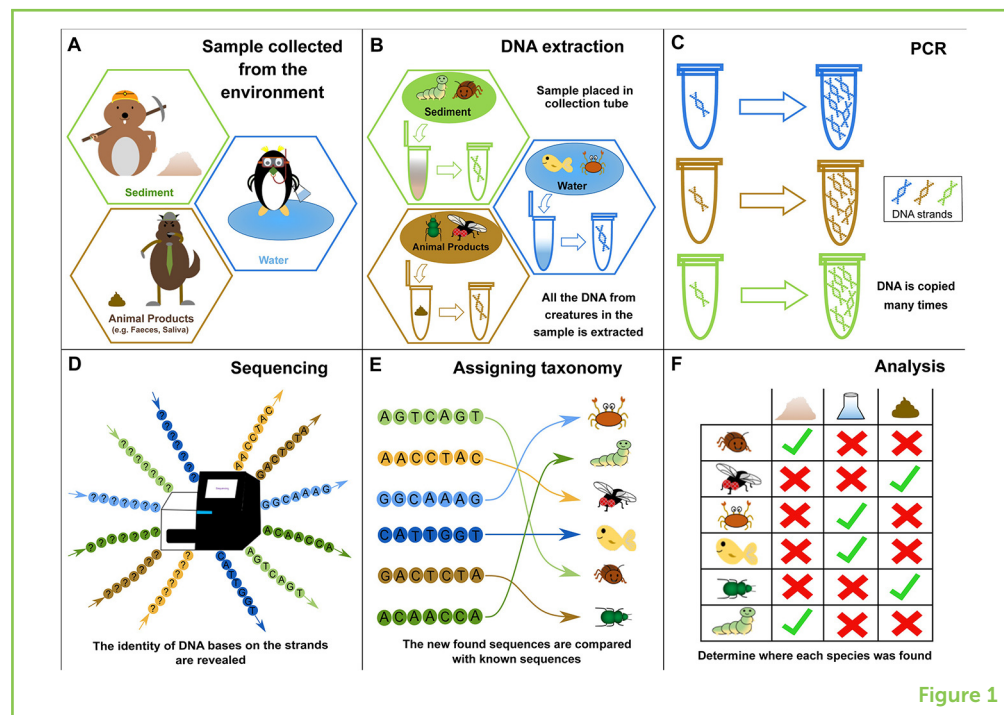 A
Sample collected
from the
environment
Sediment
Water
Animal Products
(e.g. Faeces, Saliva)
B
DNA extraction
Sample placed in
collection tube
Sediment
Water
Animal Products
All the DNA from
creatures in the
sample is extracted
C
PCR
DNA strands
DNA is copied
many times
D
Sequencing
???????
???????
???????
???????
???????
???????
AACCTAC
GACTCTA
GGCAAAG
ACAACCA
AGTCAGT
CATTGGT
The identity of DNA bases on the strands
are revealed
E
Assigning taxonomy
AGTCAGT
AACCTAC
GGCAAAG
CATTGGT
GACTCTA
ACAACCA
The new found sequences are compared
with known sequences
F
Analysis
Determine where each species was found
Figure 1